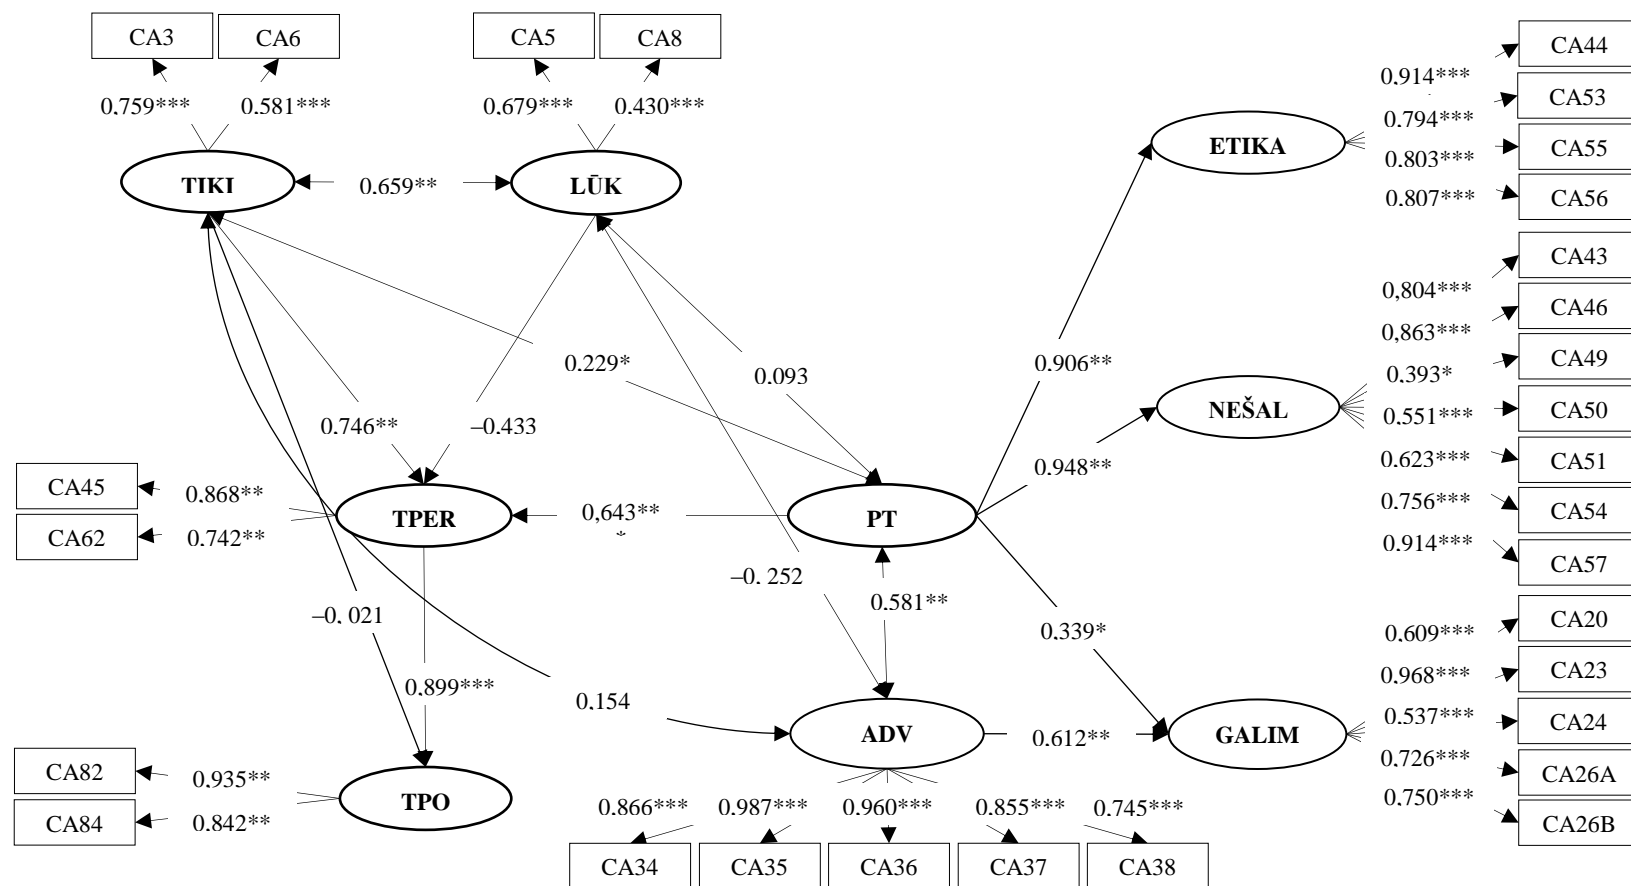 CA3
CA6
CA5
CA8
CA44
0.914***
CA53
0.759***
0.581***
0.679***
0.430***
0.794***
ETIKA
CA55
0.803***
TIKI
0.659**
LŪK
0.807***
CA56
CA43
0,804***
CA46
0.863***
0.229*
0.093
0.906**
CA49
0.393*
NEŠAL
CA50
0.551***
0.746**
–0.433
0.948**
0.623***
CA51
CA45
0.868**
0.756***
CA54
TPER
0,643**
*
PT
CA62
0.742**
0.914***
CA57
–0. 252
0.581**
–0. 021
CA20
0.339*
0.609***
CA23
0.968***
0.899***
0.154
0.537***
CA24
ADV
0.612**
GALIM
0.726***
CA82
0.935**
CA26A
TPO
0.750***
CA84
0.842**
0.866***
0.987***
0.960***
0.855***
0.745***
CA26B
CA34
CA35
CA36
CA37
CA38